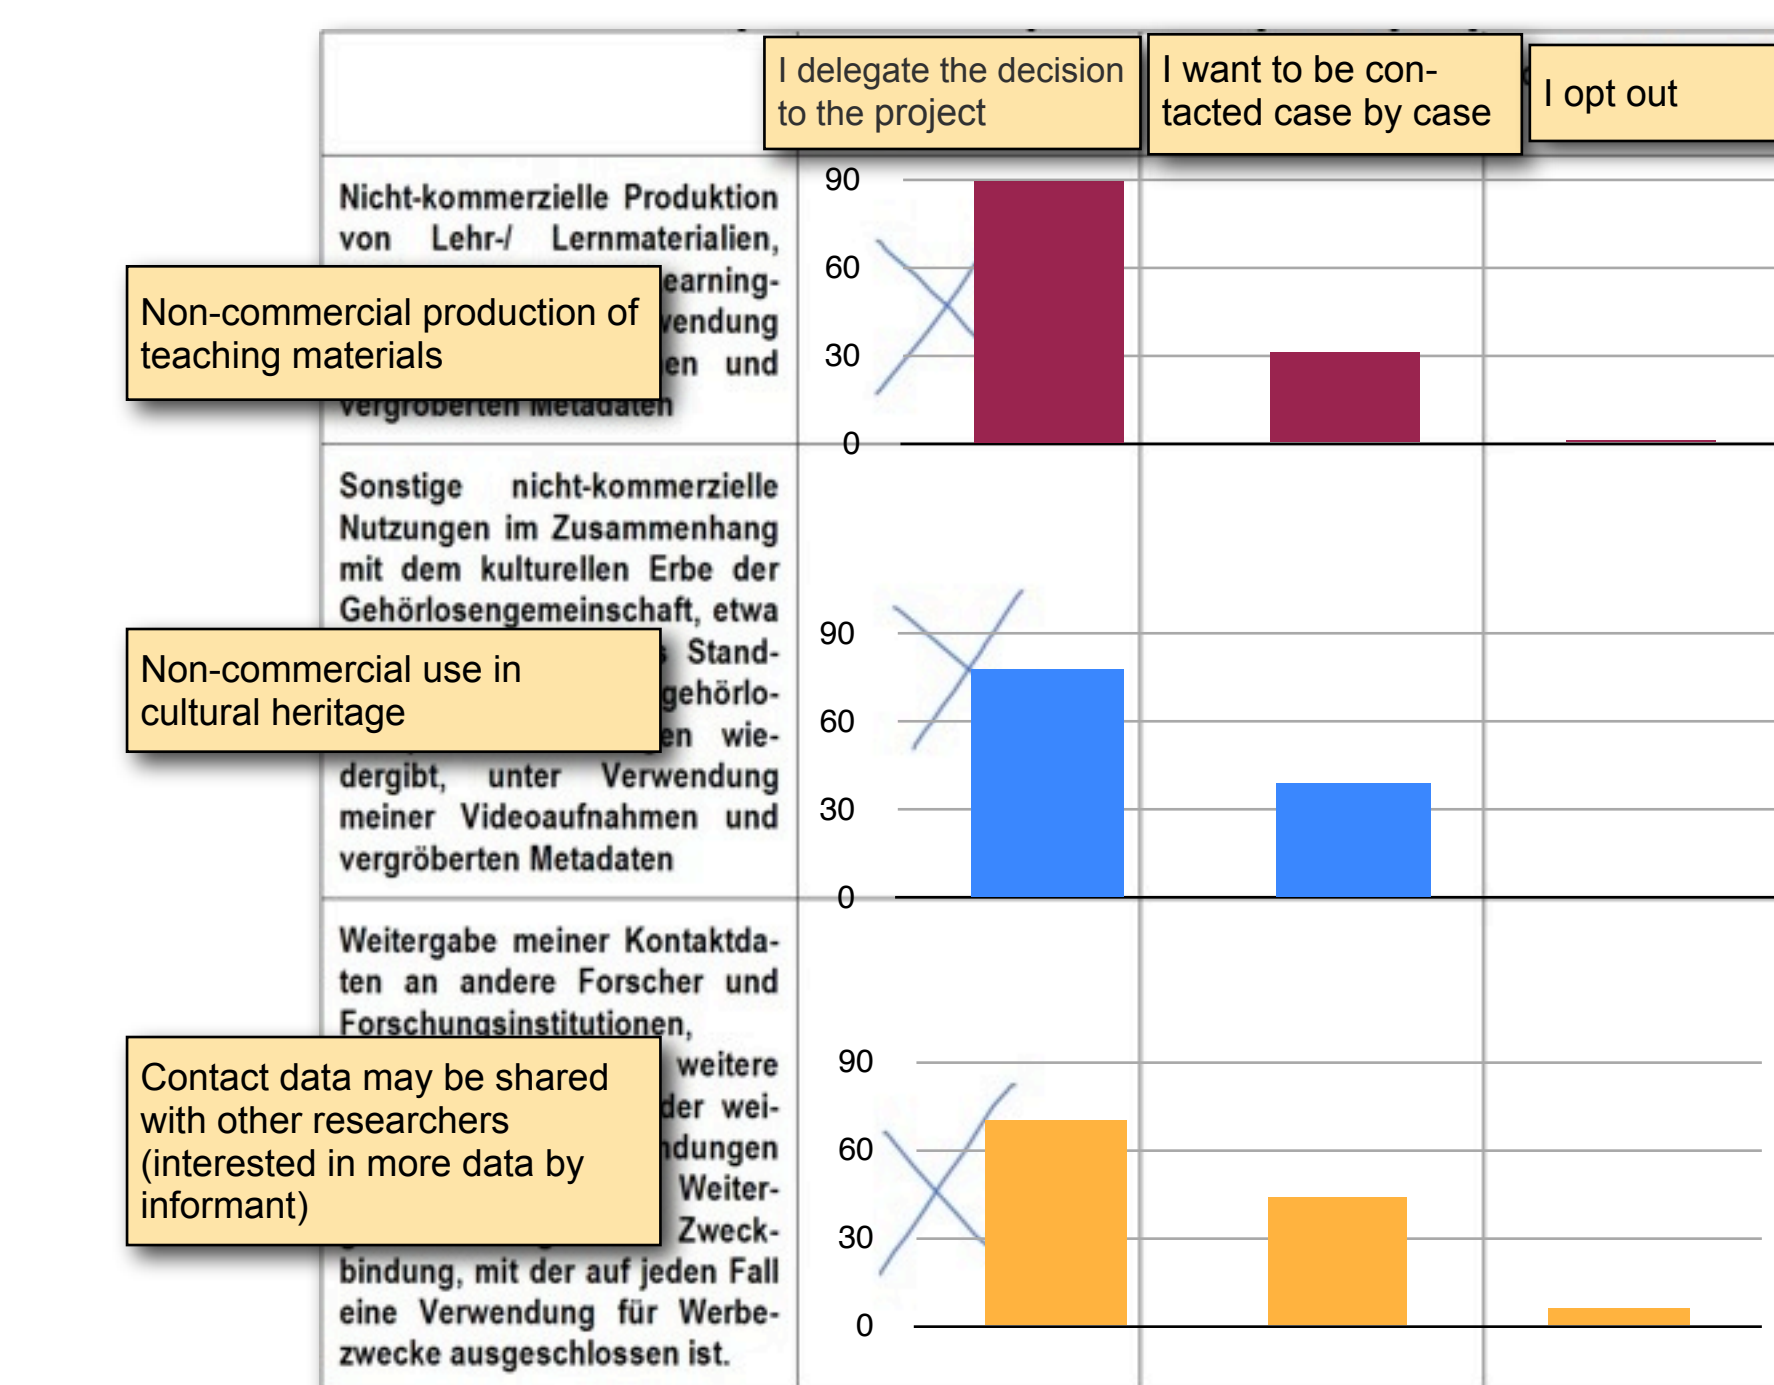 I delegate the decision
to the project
I want to be con-
tacted case by case
I opt out
Nicht-kommerzielle Produktion
von Lehr-/ Lernmaterialien,
earning-
wendung
en und
vergröberten Metadaten
Non-commercial production of
teaching materials
90
60
30
0
Sonstige nicht-kommerzielle
Nutzungen im Zusammenhang
mit dem kulturellen Erbe der
Gehörlosengemeinschaft, etwa
Stand-
gehörlo-
en wie-
dergibt, unter Verwendung
meiner Videoaufnahmen und
vergröberten Metadaten
Non-commercial use in
cultural heritage
90
60
30
0
Weitergabe meiner Kontaktda-
ten an andere Forscher und
Forschungsinstitutionen,
weitere
der wei-
ndungen
Weiter-
Zweck-
bindung, mit der auf jeden Fall
eine Verwendung für Werbe-
zwecke ausgeschlossen ist.
Contact data may be shared
with other researchers
(interested in more data by
informant)
90
60
30
0